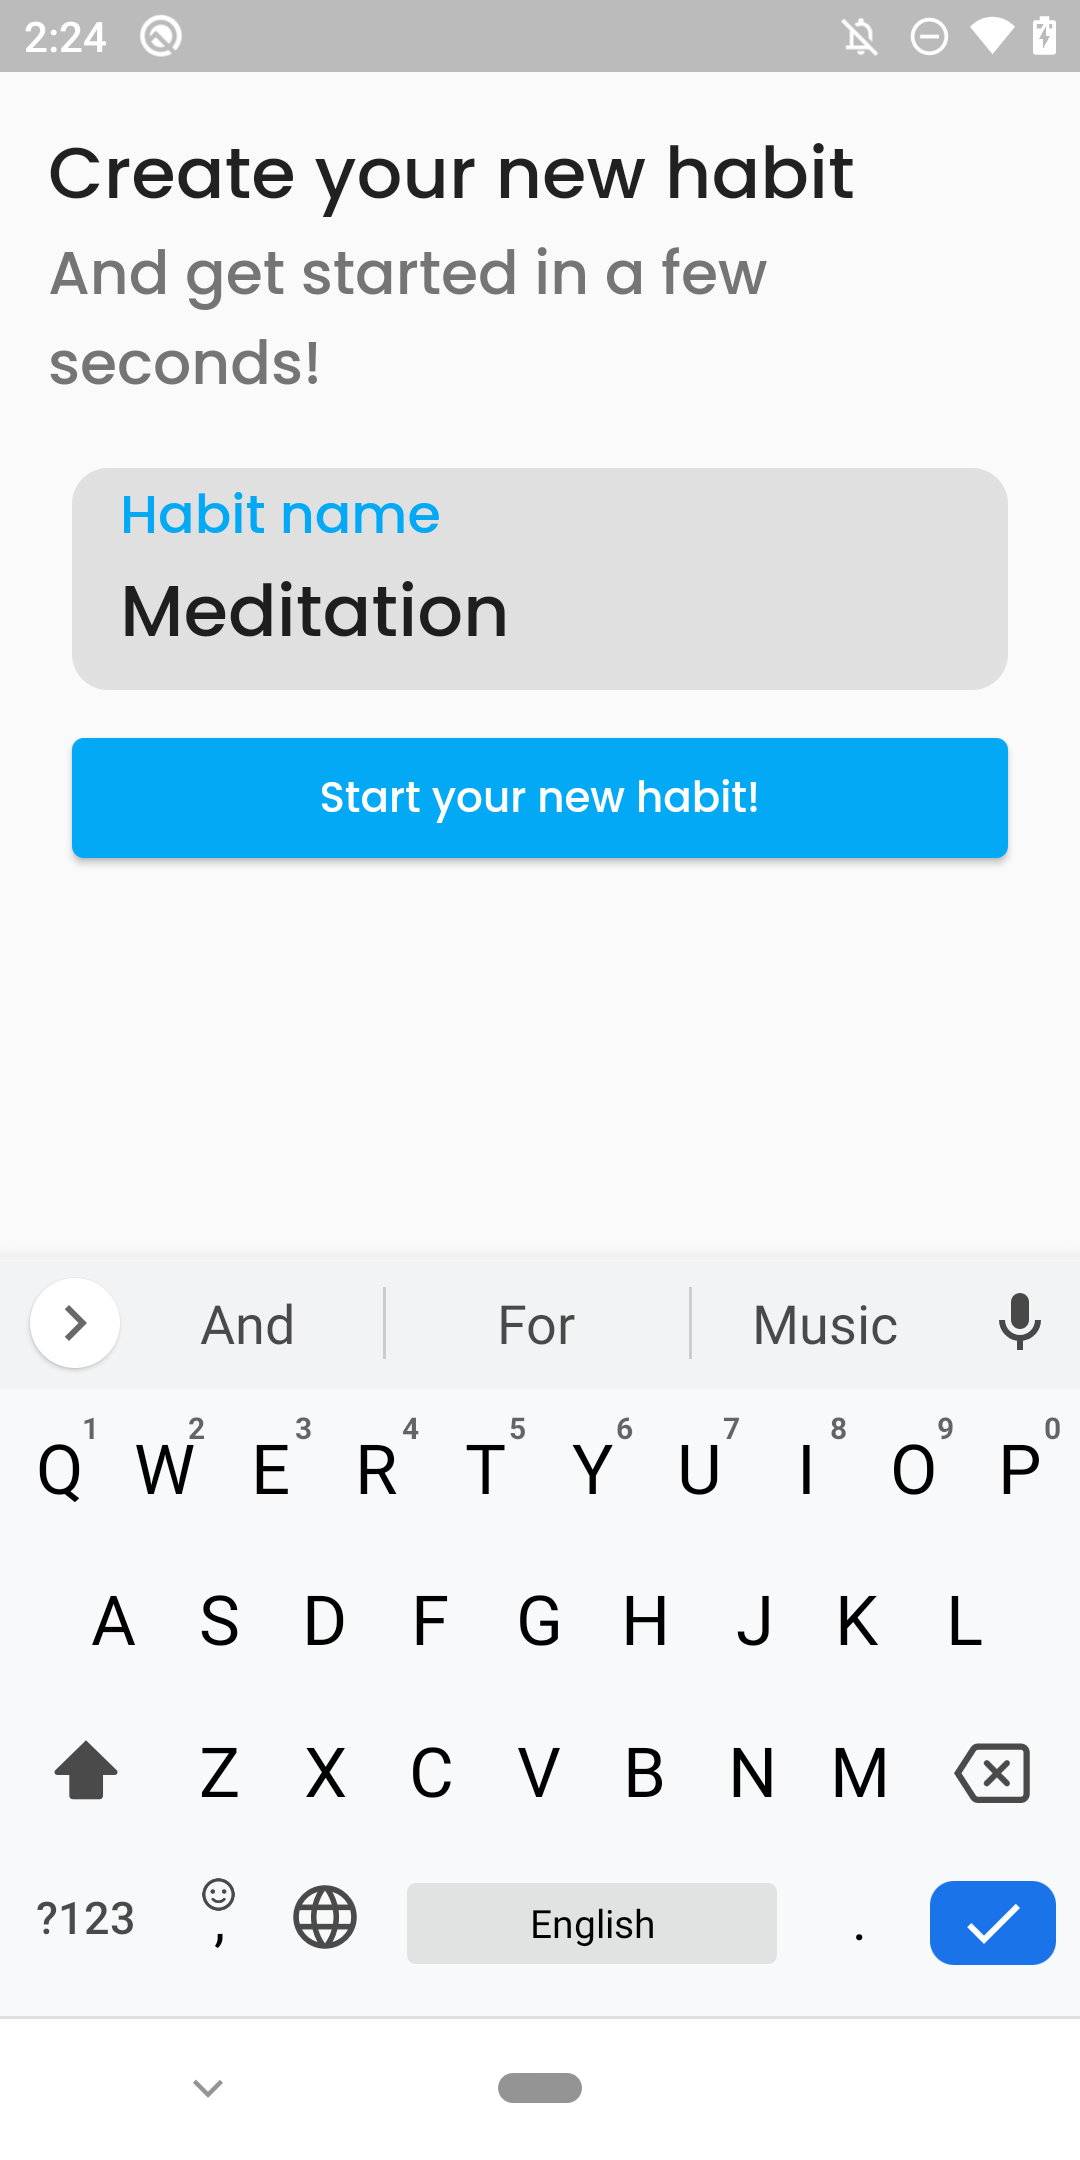 2:24
Create your new habit
And get started in a few
seconds!
Habit name
Meditation
Start your new habit!
And For Music
1 2 3 4 5 6 7 8 9 0
Q W E R T Y U I O P
A S D F G H J K L
Z X C V B N M
?123 , English .